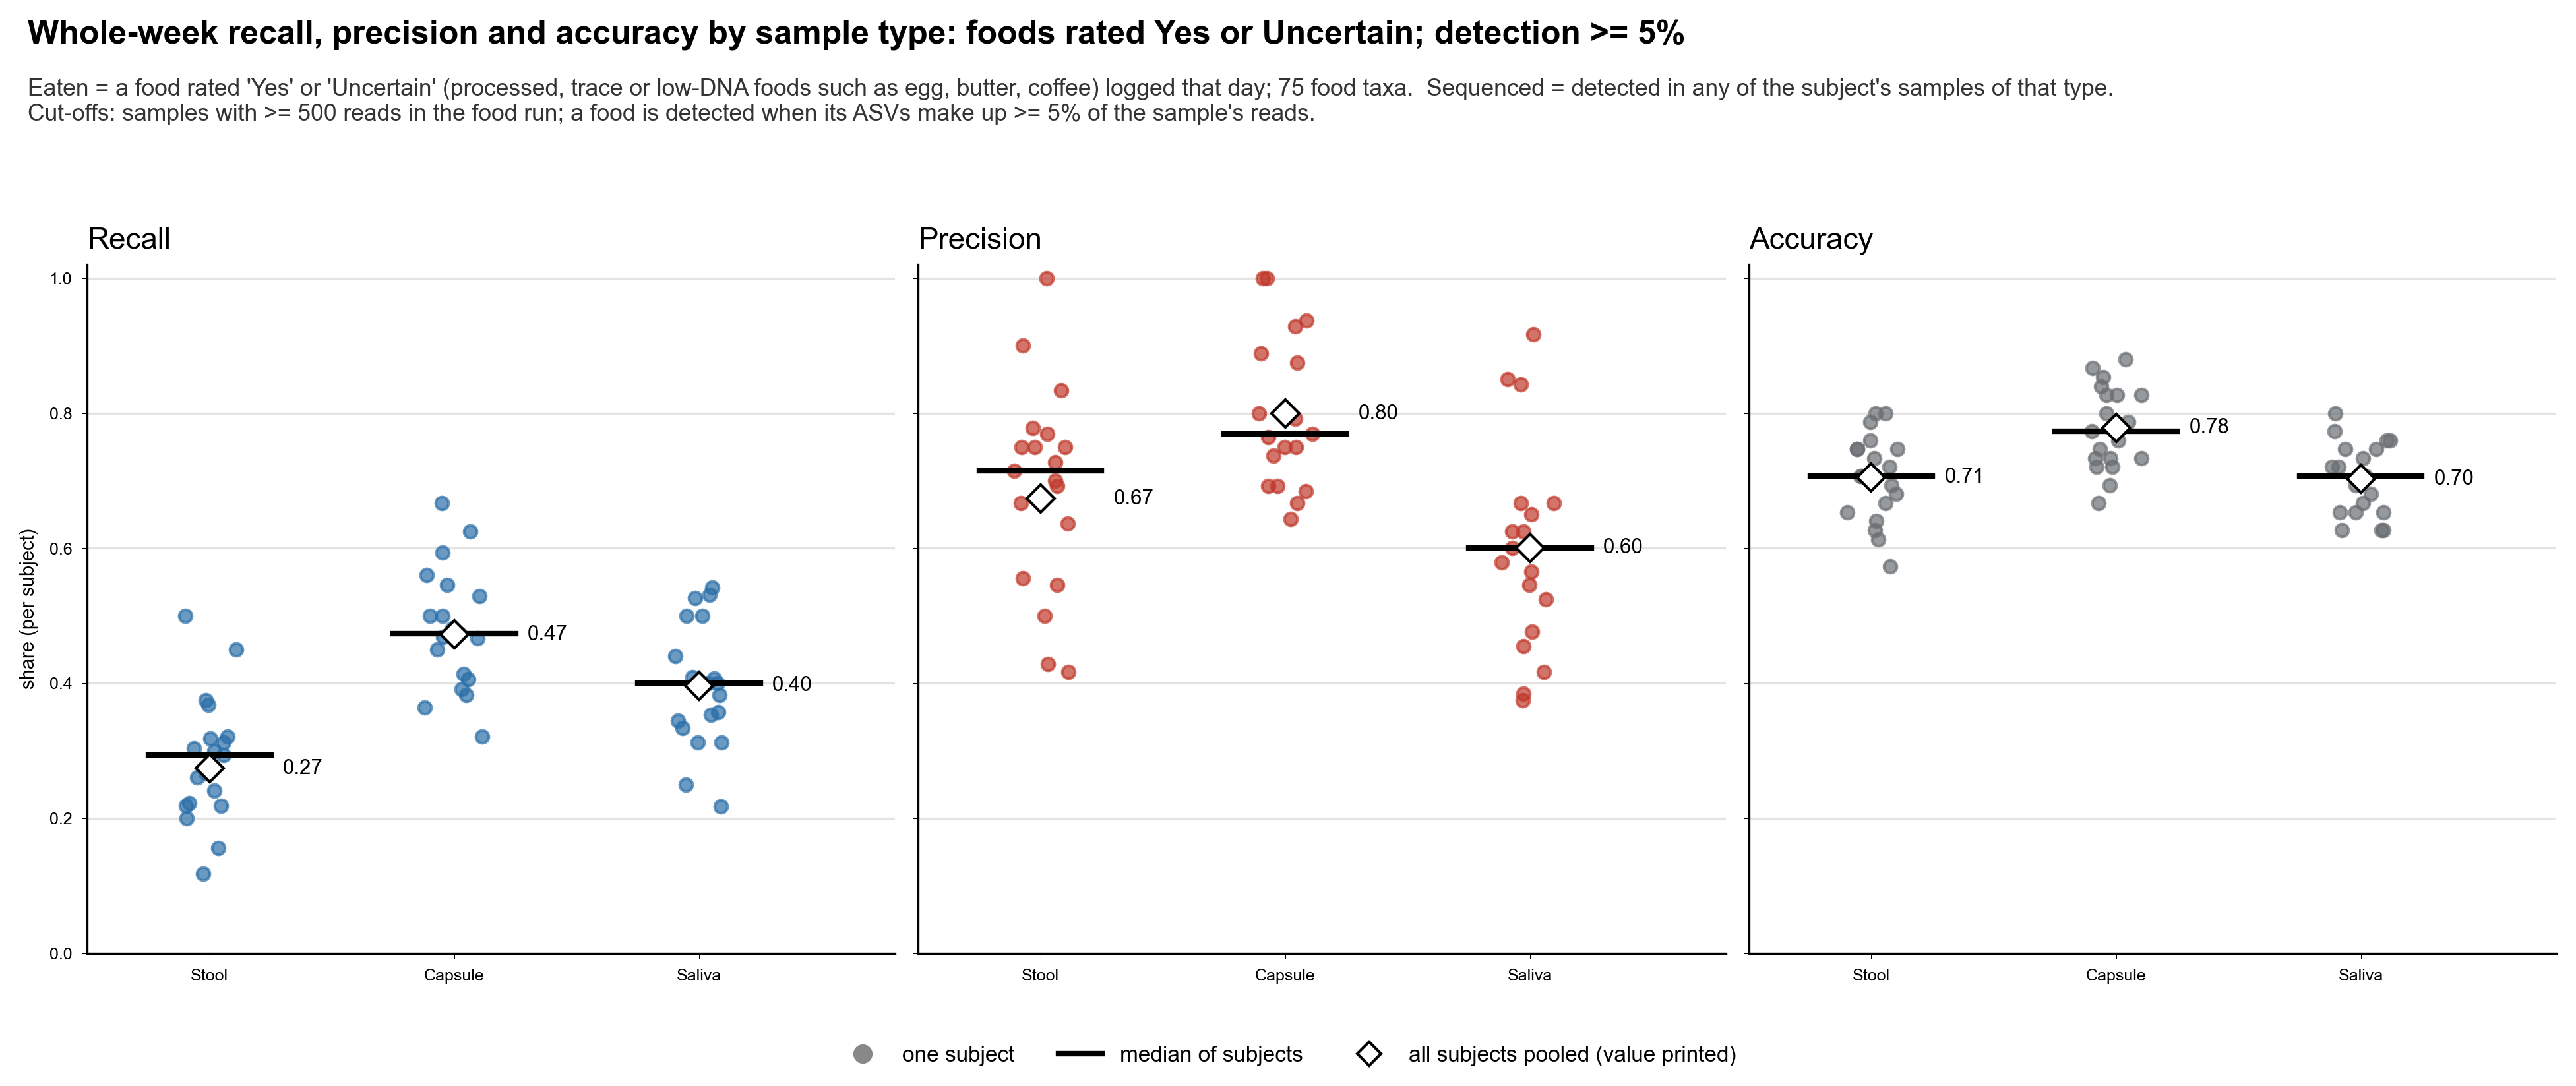 Whole-week recall, precision and accuracy by sample type: foods rated Yes or Uncertain; detection >= 5%
Eaten = a food rated 'Yes' or 'Uncertain' (processed, trace or low-DNA foods such as egg, butter, coffee) logged that day; 75 food taxa.  Sequenced = detected in any of the subject's samples of that type.
Cut-offs: samples with >= 500 reads in the food run; a food is detected when its ASVs make up >= 5% of the sample's reads.
Recall
share (per subject)
1.0
0.8
0.6
0.4
0.2
0.0
0.27
0.47
0.40
Stool
Capsule
Saliva
Precision
0.67
0.80
0.60
Stool
Capsule
Saliva
Accuracy
0.71
0.78
0.70
Stool
Capsule
Saliva
one subject
median of subjects
all subjects pooled (value printed)